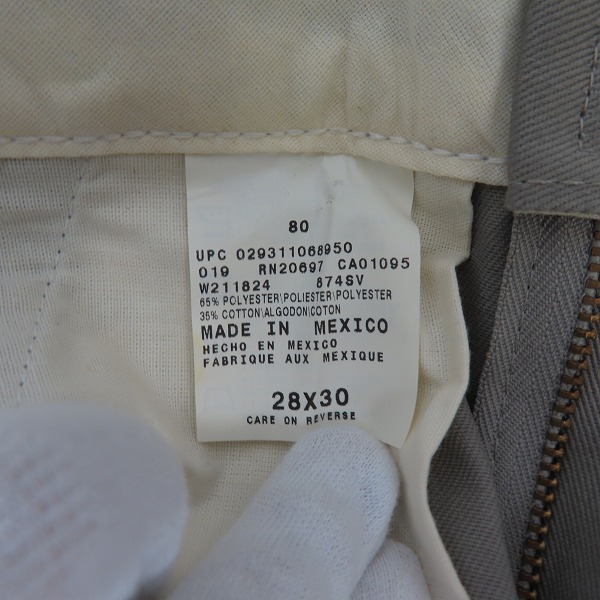 80
UPC 029311068950
019 RN20697 CA01095
W211824 874SV
65% POLYESTER\POLIESTER\POLYESTER
35% COTTON\ALGODON\COTON
MADE IN MEXICO
HECHO EN MEXICO
FABRIQUE AUX MEXIQUE
28X30
CARE ON REVERSE